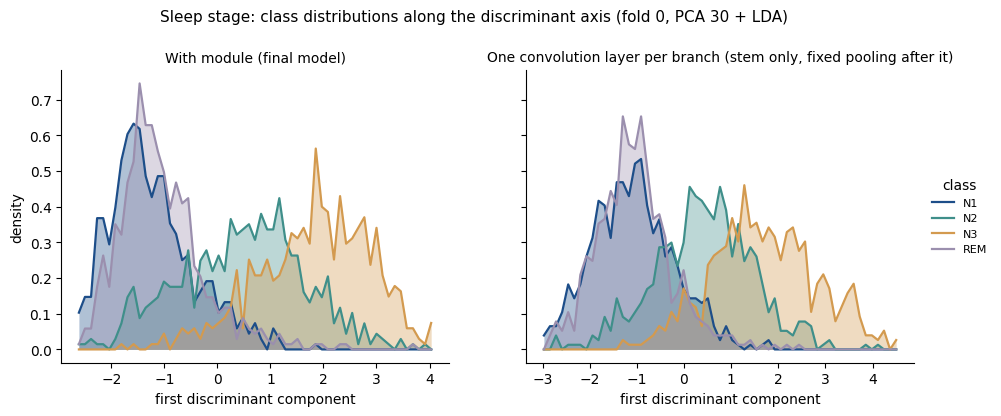 Sleep stage: class distributions along the discriminant axis (fold 0, PCA 30 + LDA)
With module (final model)
One convolution layer per branch (stem only, fixed pooling after it)
density
0.7
0.6
0.5
0.4
0.3
0.2
0.1
0.0
−2
−1
0
1
2
3
4
first discriminant component
−3
−2
−1
0
1
2
3
4
first discriminant component
class
N1
N2
N3
REM